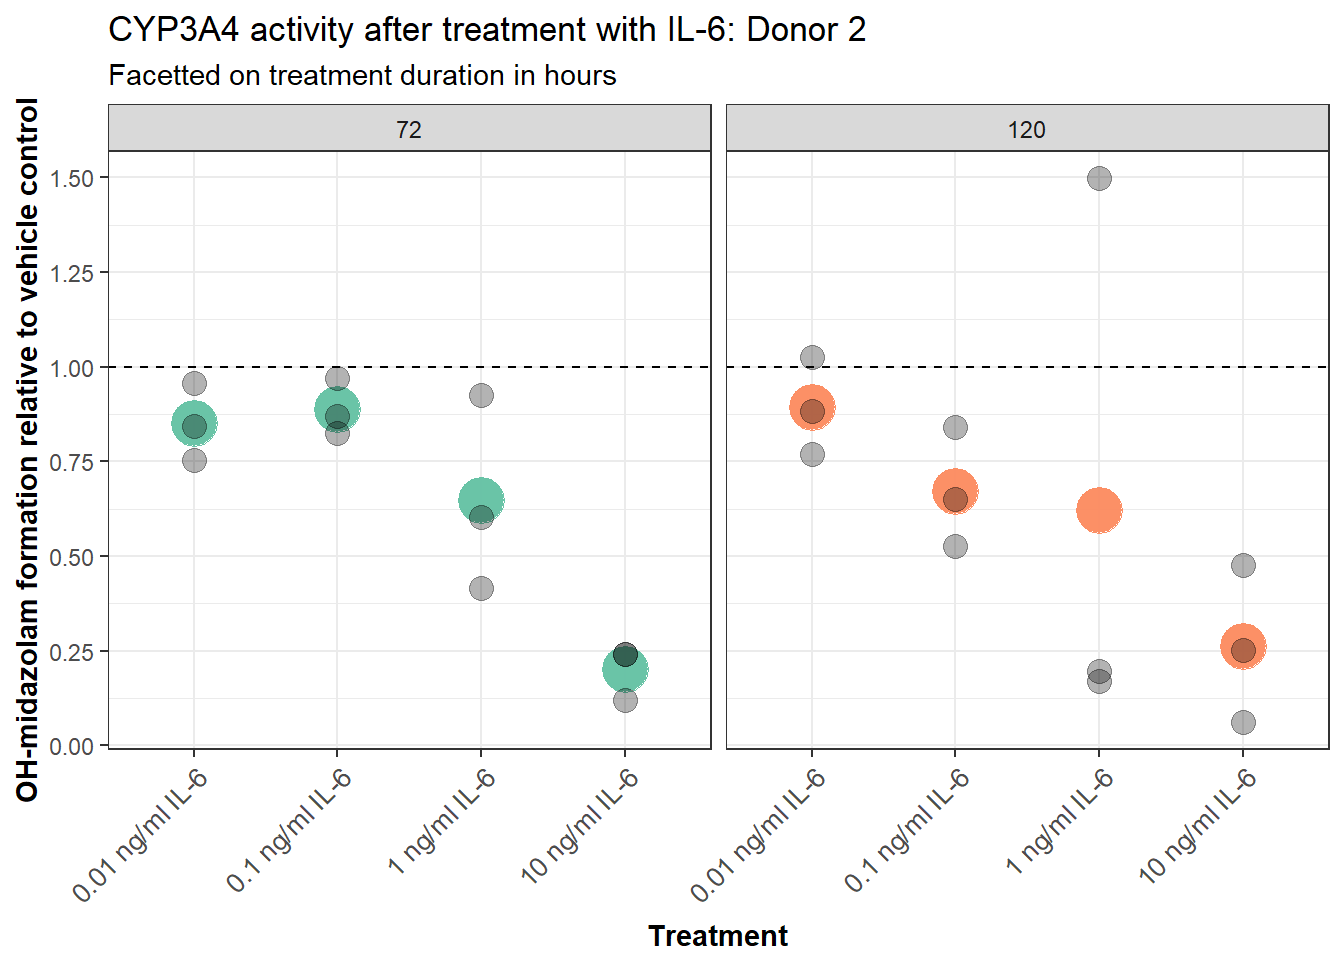 CYP3A4 activity after treatment with IL-6: Donor 2
Facetted on treatment duration in hours
OH-midazolam formation relative to vehicle control
72
120
1.50
1.25
1.00
0.75
0.50
0.25
0.00
0.01 ng/ml IL-6
0.1 ng/ml IL-6
1 ng/ml IL-6
10 ng/ml IL-6
0.01 ng/ml IL-6
0.1 ng/ml IL-6
1 ng/ml IL-6
10 ng/ml IL-6
Treatment